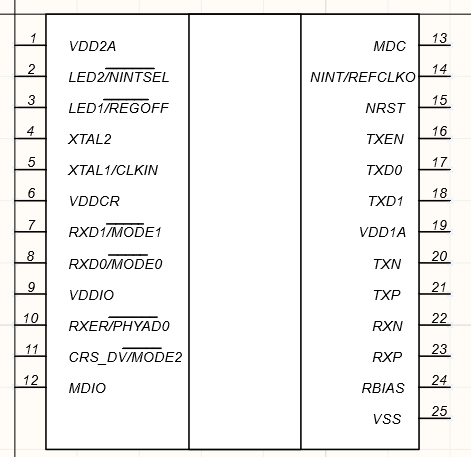 1 VDD2A MDC 13
2 LED2/NINTSEL NINT/REFCLKO 14
3 LED1/REGOFF NRST 15
4 XTAL2 TXEN 16
5 XTAL1/CLKIN TXD0 17
6 VDDCR TXD1 18
7 RXD1/MODE1 VDD1A 19
8 RXD0/MODE0 TXN 20
9 VDDIO TXP 21
10 RXER/PHYAD0 RXN 22
11 CRS_DV/MODE2 RXP 23
12 MDIO RBIAS 24
VSS 25